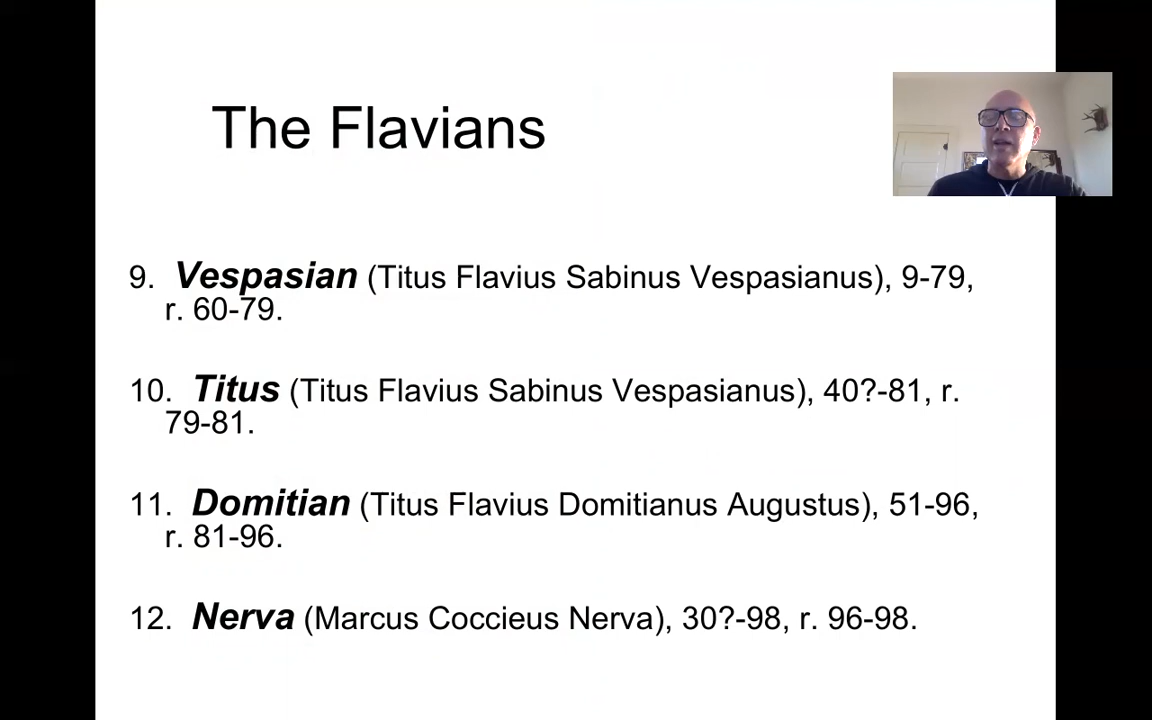 The Flavians
9. Vespasian (Titus Flavius Sabinus Vespasianus), 9-79,
r. 60-79.
10. Titus (Titus Flavius Sabinus Vespasianus), 40?-81, r.
79-81.
11. Domitian (Titus Flavius Domitianus Augustus), 51-96,
r. 81-96.
12. Nerva (Marcus Coccieus Nerva), 30?-98, r. 96-98.